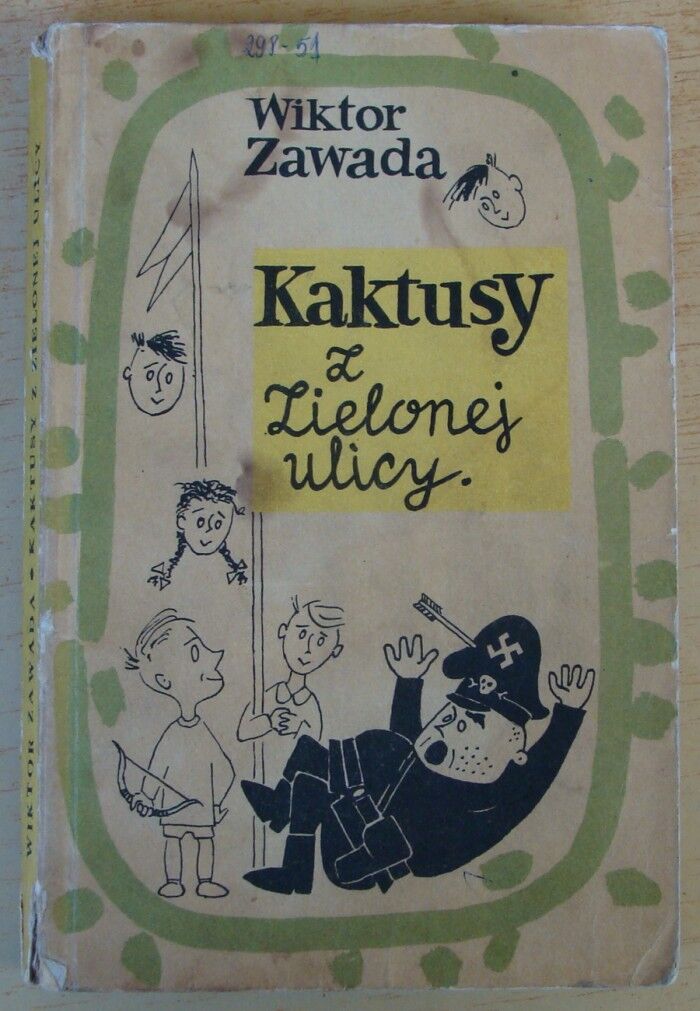 298-51
Wiktor
Zawada
Kaktusy
z
Zielonej
ulicy.
WIKTOR ZAWADA • KAKTUSY Z ZIELONEJ ULICY